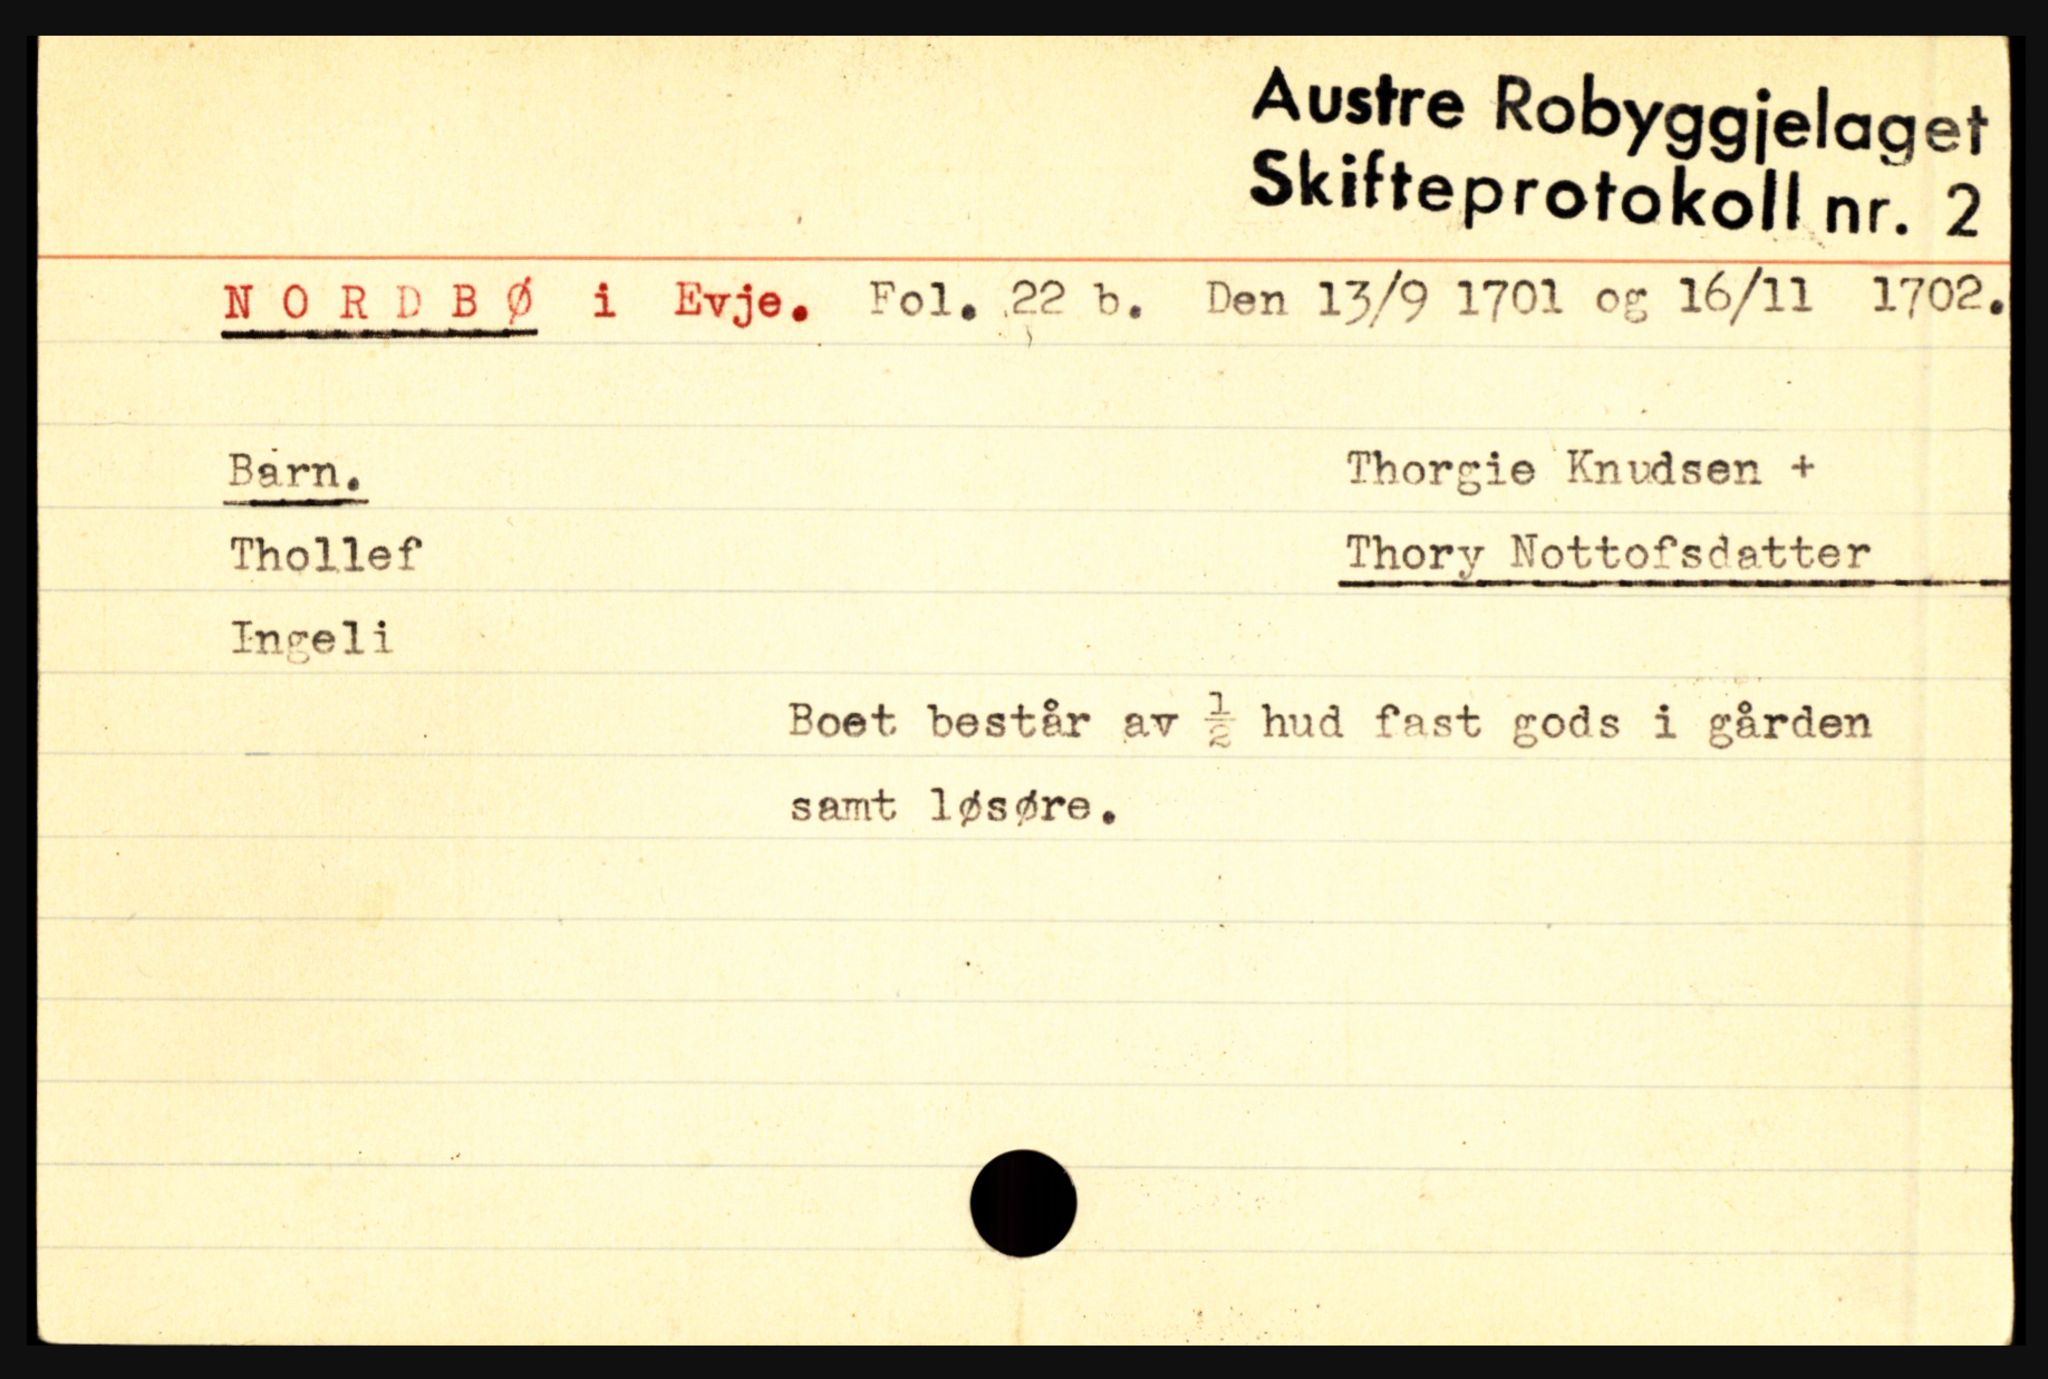 Austre Robyggjelaget
Skifteprotokoll nr. 2
N O R D B Ø i Evje. Fol. 22 b. Den 13/9 1701 og 16/11 1702.
Barn. Thorgie Knudsen +
Thollef Thory Nottofsdatter
Ingeli
Boet består av ½ hud fast gods i gården
samt løsøre.